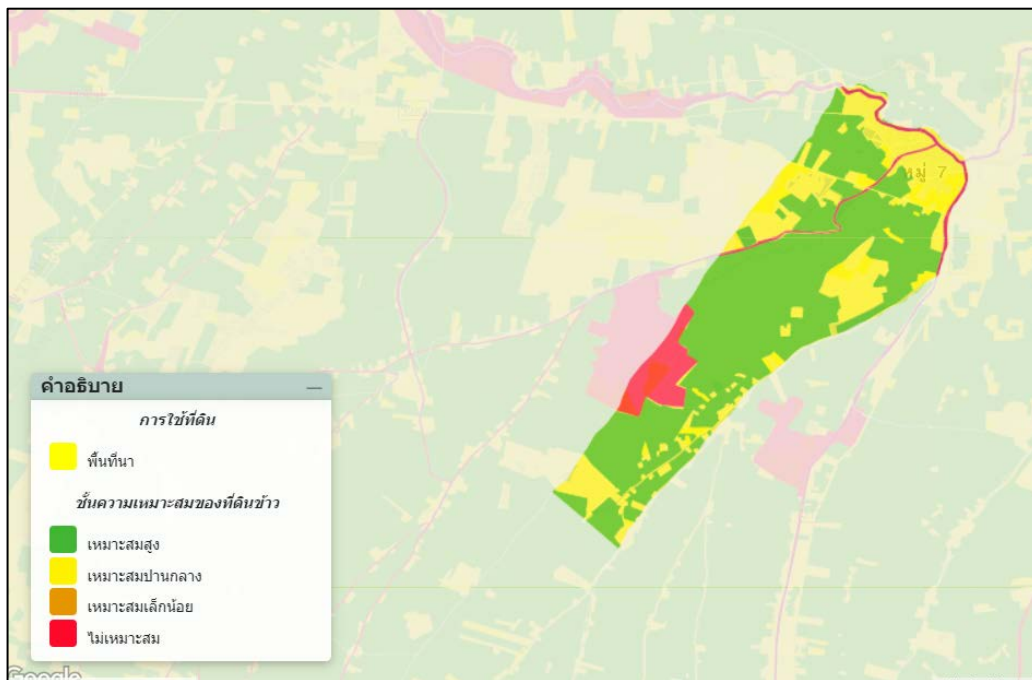 หมู่ 7
คำอธิบาย
การใช้ที่ดิน
พื้นที่นา
ชั้นความเหมาะสมของที่ดินข้าว
เหมาะสมสูง
เหมาะสมปานกลาง
เหมาะสมเล็กน้อย
ไม่เหมาะสม
Google